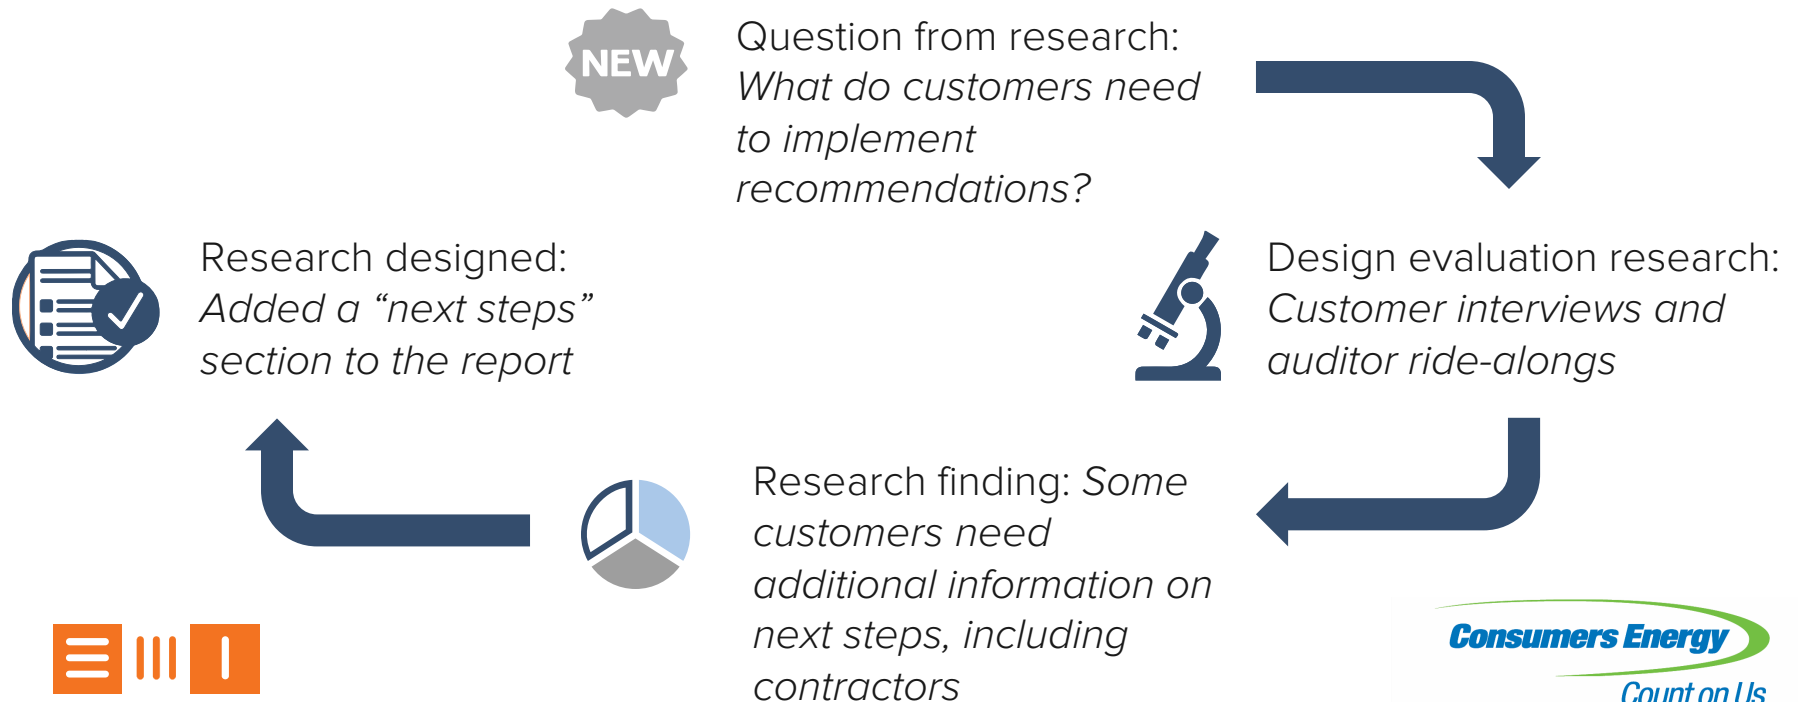 NEW
Question from research:
What do customers need
to implement
recommendations?
Research designed:
Added a “next steps”
section to the report
Design evaluation research:
Customer interviews and
auditor ride-alongs
Research finding: Some
customers need
additional information on
next steps, including
contractors
EMI
Consumers Energy
Count on Us